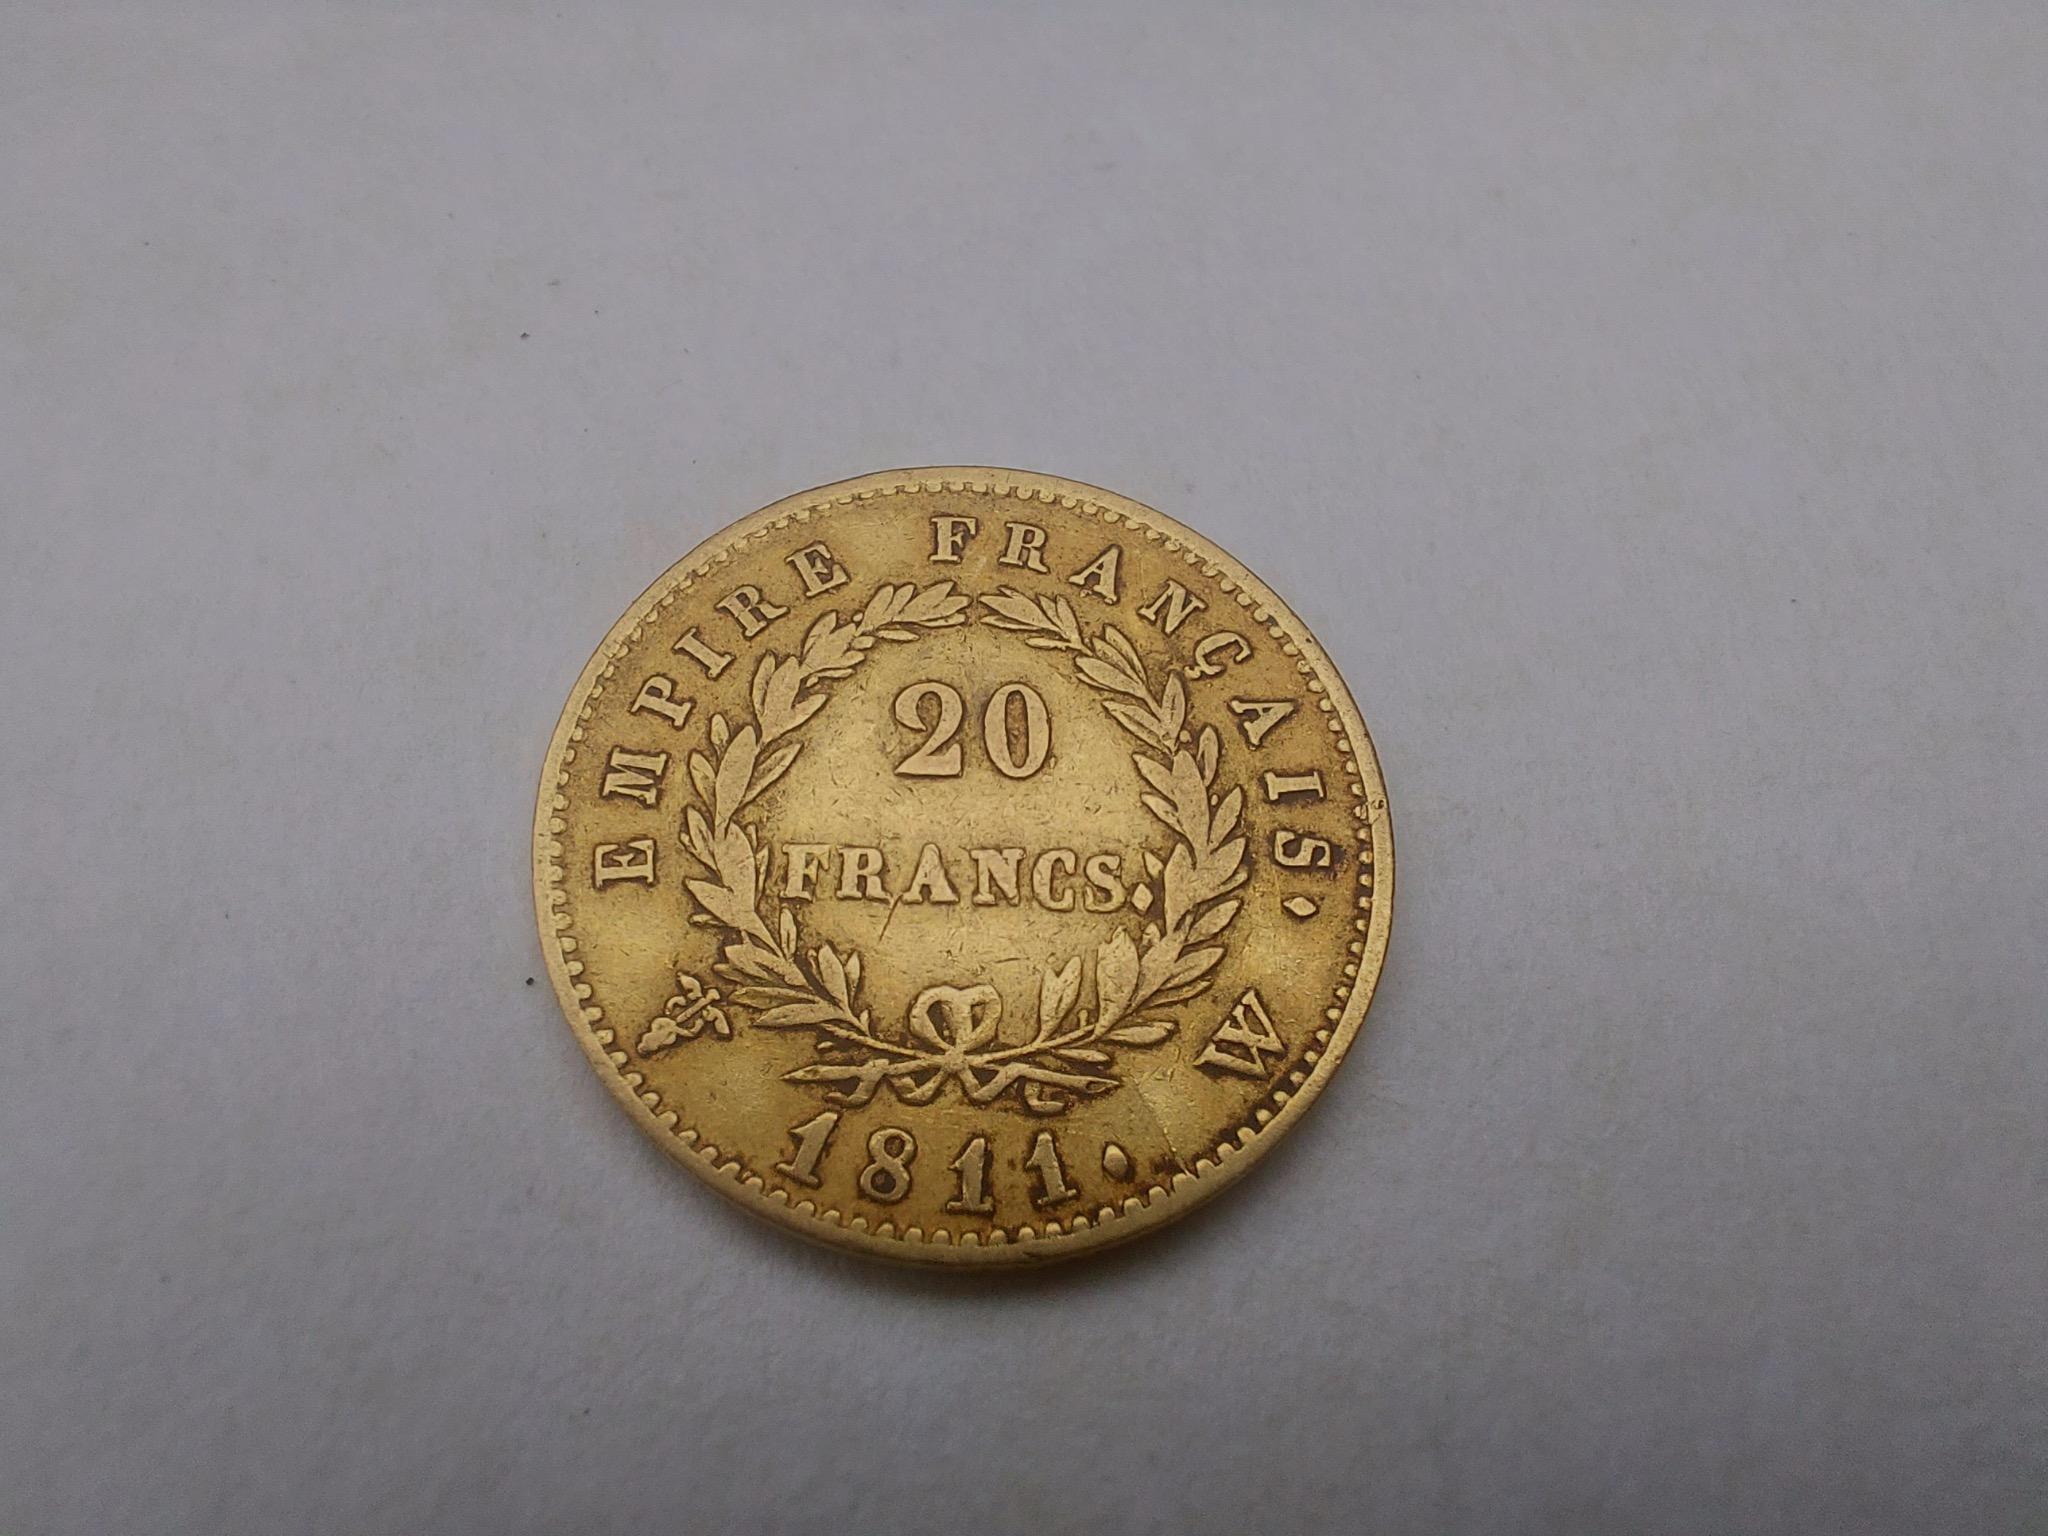 EMPIRE FRANÇAIS.
20
FRANCS.
W
1811.